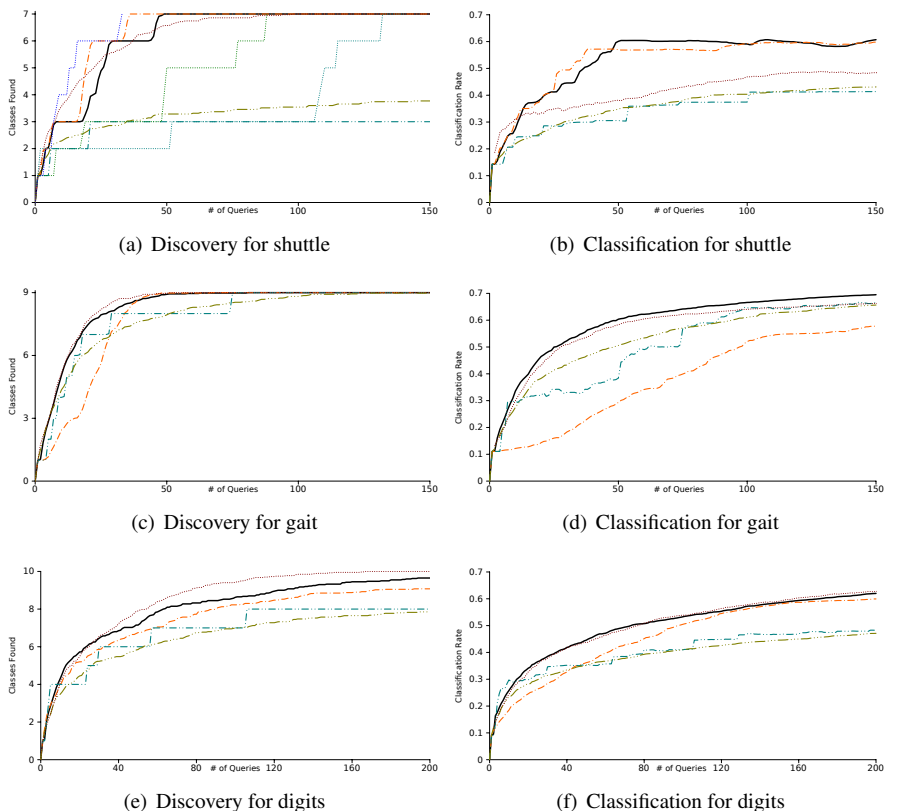 7
6
5
4
3
2
1
0
Classes Found
0 50 100 150
# of Queries
(a) Discovery for shuttle
0.7
0.6
0.5
0.4
0.3
0.2
0.1
0
Classification Rate
0 50 100 150
# of Queries
(b) Classification for shuttle
9
6
3
0
Classes Found
0 50 100 150
# of Queries
(c) Discovery for gait
0.7
0.6
0.5
0.4
0.3
0.2
0.1
0
Classification Rate
0 50 100 150
# of Queries
(d) Classification for gait
10
8
6
4
2
0
Classes Found
0 40 80 # of Queries 120 160 200
(e) Discovery for digits
0.7
0.6
0.5
0.4
0.3
0.2
0.1
0
Classification Rate
0 40 80 # of Queries 120 160 200
(f) Classification for digits